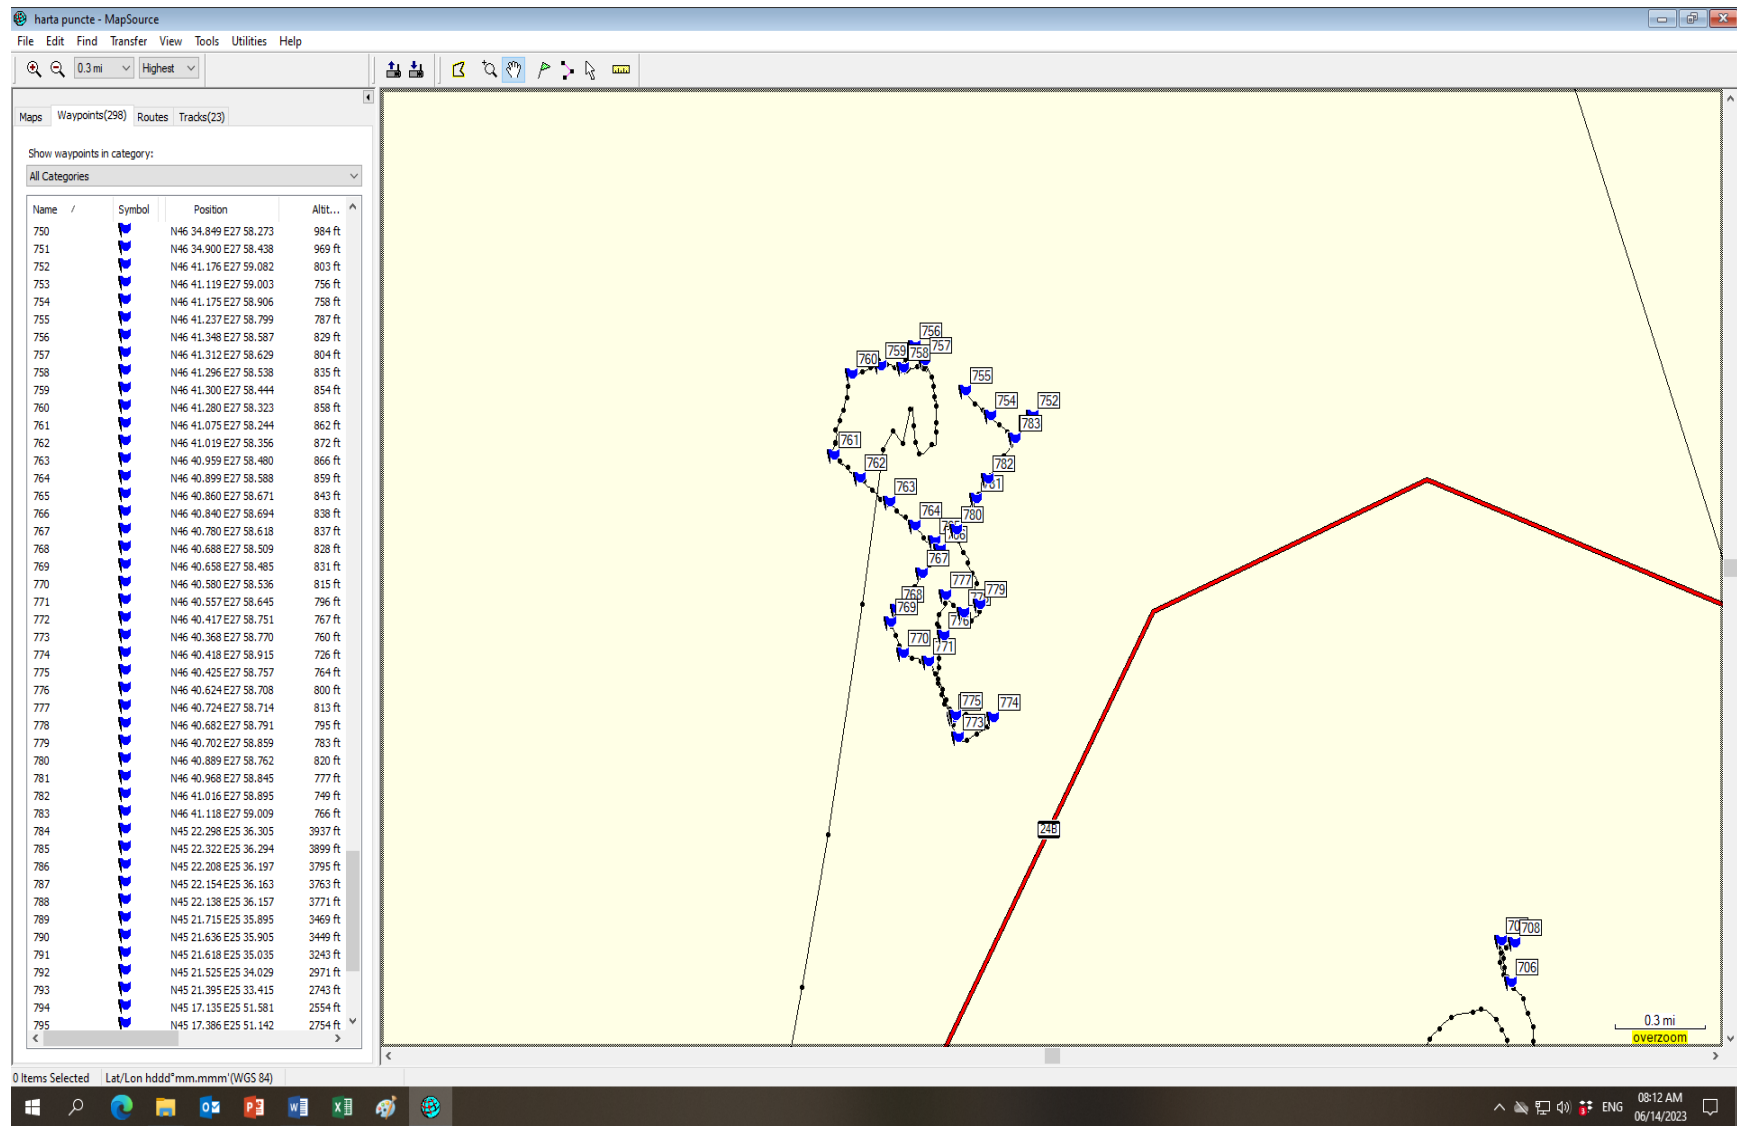 harta puncte - MapSource
File Edit Find Transfer View Tools Utilities Help
0.3 mi Highest
Maps Waypoints(298) Routes Tracks(23)
Show waypoints in category:
All Categories
Name / Symbol Position Altit...
750 N46 34.849 E27 58.273 984 ft
751 N46 34.900 E27 58.438 969 ft
752 N46 41.176 E27 59.082 803 ft
753 N46 41.119 E27 59.003 756 ft
754 N46 41.175 E27 58.906 758 ft
755 N46 41.237 E27 58.799 787 ft
756 N46 41.348 E27 58.587 829 ft
757 N46 41.312 E27 58.629 804 ft
758 N46 41.296 E27 58.538 835 ft
759 N46 41.300 E27 58.444 854 ft
760 N46 41.280 E27 58.323 858 ft
761 N46 41.075 E27 58.244 862 ft
762 N46 41.019 E27 58.356 872 ft
763 N46 40.959 E27 58.480 866 ft
764 N46 40.899 E27 58.588 859 ft
765 N46 40.860 E27 58.671 843 ft
766 N46 40.840 E27 58.694 838 ft
767 N46 40.780 E27 58.618 837 ft
768 N46 40.688 E27 58.509 828 ft
769 N46 40.658 E27 58.485 831 ft
770 N46 40.580 E27 58.536 815 ft
771 N46 40.557 E27 58.645 796 ft
772 N46 40.417 E27 58.751 767 ft
773 N46 40.368 E27 58.770 760 ft
774 N46 40.418 E27 58.915 726 ft
775 N46 40.425 E27 58.757 764 ft
776 N46 40.624 E27 58.708 800 ft
777 N46 40.724 E27 58.714 813 ft
778 N46 40.682 E27 58.791 795 ft
779 N46 40.702 E27 58.859 783 ft
780 N46 40.889 E27 58.762 820 ft
781 N46 40.968 E27 58.845 777 ft
782 N46 41.016 E27 58.895 749 ft
783 N46 41.118 E27 59.009 766 ft
784 N45 22.298 E25 36.305 3937 ft
785 N45 22.322 E25 36.294 3899 ft
786 N45 22.208 E25 36.197 3795 ft
787 N45 22.154 E25 36.163 3763 ft
788 N45 22.138 E25 36.157 3771 ft
789 N45 21.715 E25 35.895 3469 ft
790 N45 21.636 E25 35.905 3449 ft
791 N45 21.618 E25 35.035 3243 ft
792 N45 21.525 E25 34.029 2971 ft
793 N45 21.395 E25 33.415 2743 ft
794 N45 17.135 E25 51.581 2554 ft
795 N45 17.386 E25 51.142 2754 ft
756
757
758
759
760
755
754
752
783
761
762
782
781
763
764
780
766
767
777
779
768
769
776
770
771
775
774
773
24B
708
706
0.3 mi
overzoom
0 Items Selected Lat/Lon hddd°mm.mmm'(WGS 84)
ENG
08:12 AM
06/14/2023